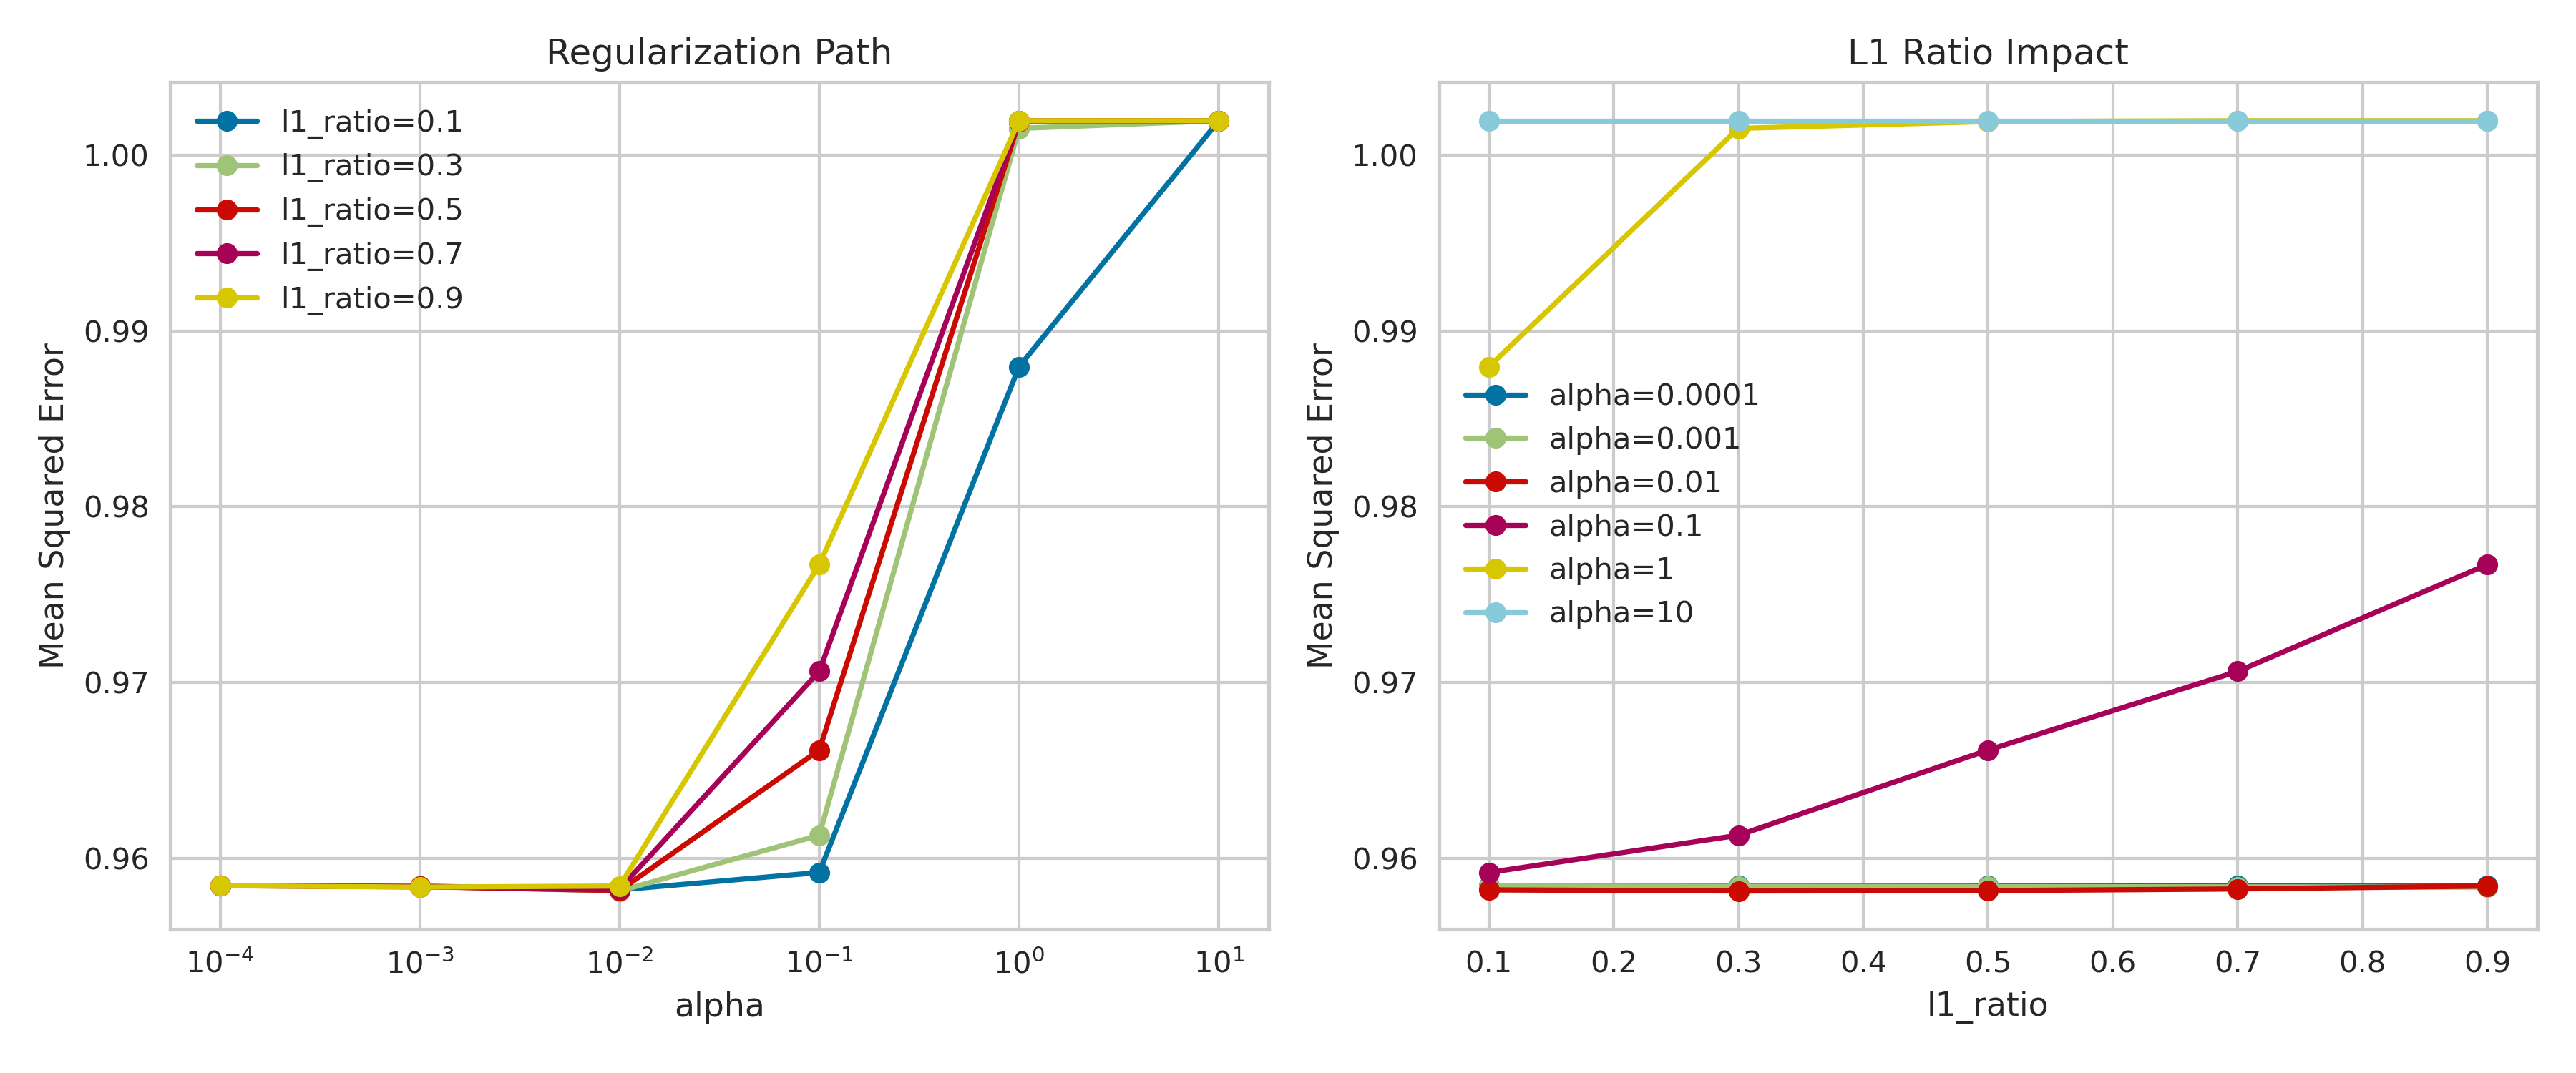 Regularization Path
l1_ratio=0.1
l1_ratio=0.3
l1_ratio=0.5
l1_ratio=0.7
l1_ratio=0.9
1.00
0.99
0.98
0.97
0.96
Mean Squared Error
10⁻⁴ 10⁻³ 10⁻² 10⁻¹ 10⁰ 10¹
alpha
L1 Ratio Impact
1.00
0.99
0.98
0.97
0.96
Mean Squared Error
alpha=0.0001
alpha=0.001
alpha=0.01
alpha=0.1
alpha=1
alpha=10
0.1 0.2 0.3 0.4 0.5 0.6 0.7 0.8 0.9
l1_ratio